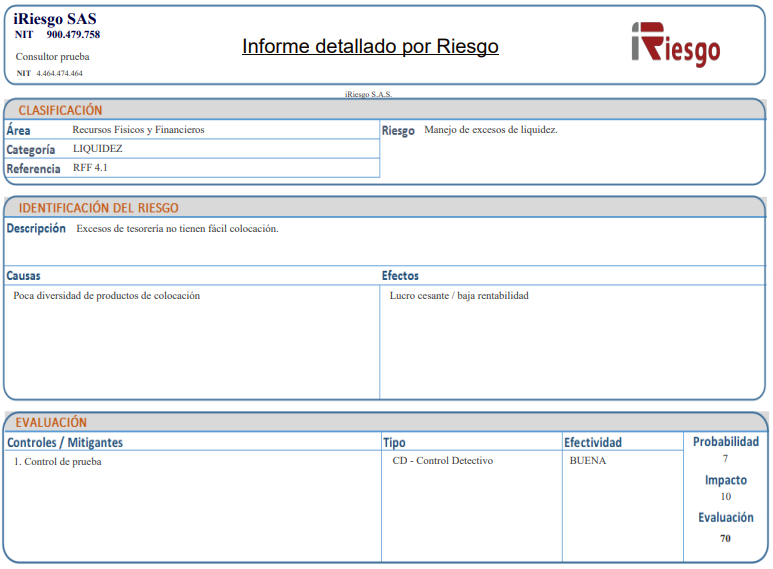 iRiesgo SAS
NIT 900.479.758
Consultor prueba
NIT 4.464.474.464
Informe detallado por Riesgo
iRiesgo
iRiesgo S.A.S.
CLASIFICACIÓN
Área Recursos Fisicos y Financieros
Riesgo Manejo de excesos de liquidez.
Categoría LIQUIDEZ
Referencia RFF 4.1
IDENTIFICACIÓN DEL RIESGO
Descripción Excesos de tesorería no tienen fácil colocación.
Causas Efectos
Poca diversidad de productos de colocación Lucro cesante / baja rentabilidad
EVALUACIÓN
Controles / Mitigantes Tipo Efectividad Probabilidad
1. Control de prueba CD - Control Detectivo BUENA 7
Impacto
10
Evaluación
70